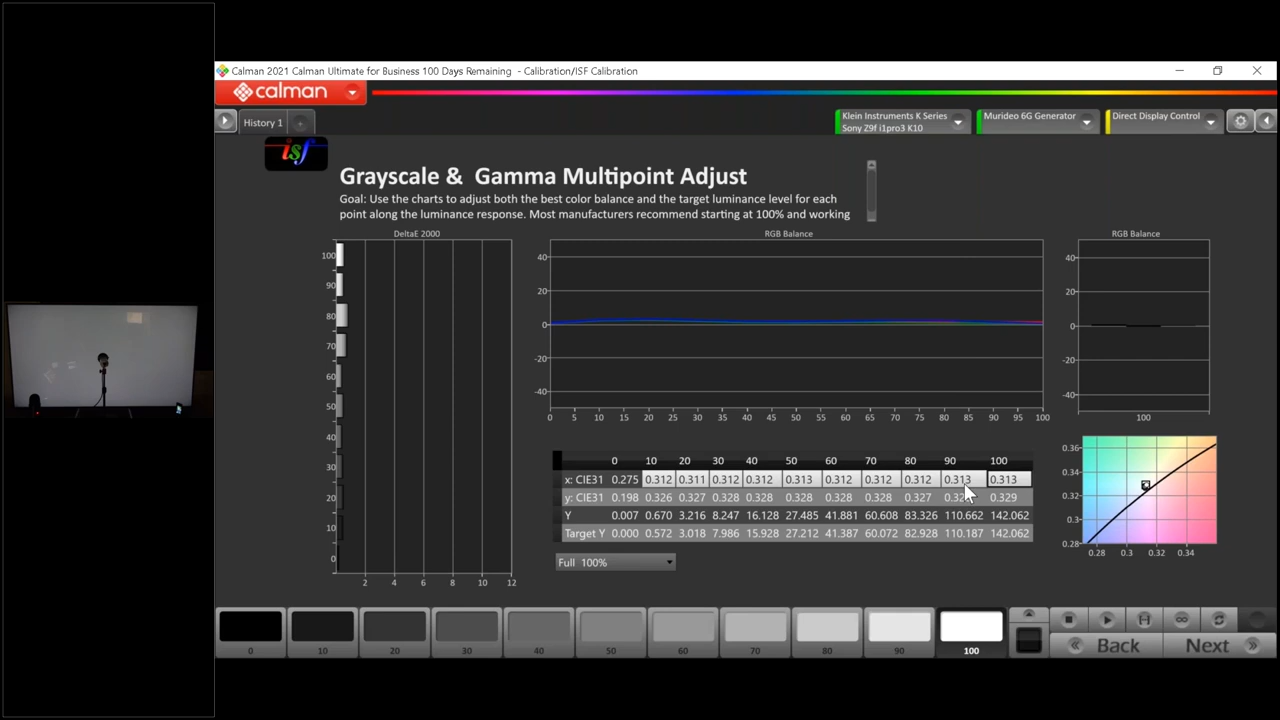 Calman 2021 Calman Ultimate for Business 100 Days Remaining  - Calibration/ISF Calibration
calman
History 1
+
Klein Instruments K Series
Sony Z9f i1pro3 K10
Murideo 6G Generator
Direct Display Control
isf
Grayscale &  Gamma Multipoint Adjust
Goal: Use the charts to adjust both the best color balance and the target luminance level for each
point along the luminance response. Most manufacturers recommend starting at 100% and working
DeltaE 2000
100
90
80
70
60
50
40
30
20
10
0
2 4 6 8 10 12
RGB Balance
40
20
0
-20
-40
0 5 10 15 20 25 30 35 40 45 50 55 60 65 70 75 80 85 90 95 100
RGB Balance
40
20
0
-20
-40
100
0 10 20 30 40 50 60 70 80 90 100
x: CIE31 0.275 0.312 0.311 0.312 0.312 0.313 0.312 0.312 0.312 0.313 0.313
y: CIE31 0.198 0.326 0.327 0.328 0.328 0.328 0.328 0.328 0.327 0.329
Y 0.007 0.670 3.216 8.247 16.128 27.485 41.881 60.608 83.326 110.662 142.062
Target Y 0.000 0.572 3.018 7.986 15.928 27.212 41.387 60.072 82.928 110.187 142.062
Full 100%
0.36
0.34
0.32
0.3
0.28
0.28 0.3 0.32 0.34
0 10 20 30 40 50 60 70 80 90 100
Back Next